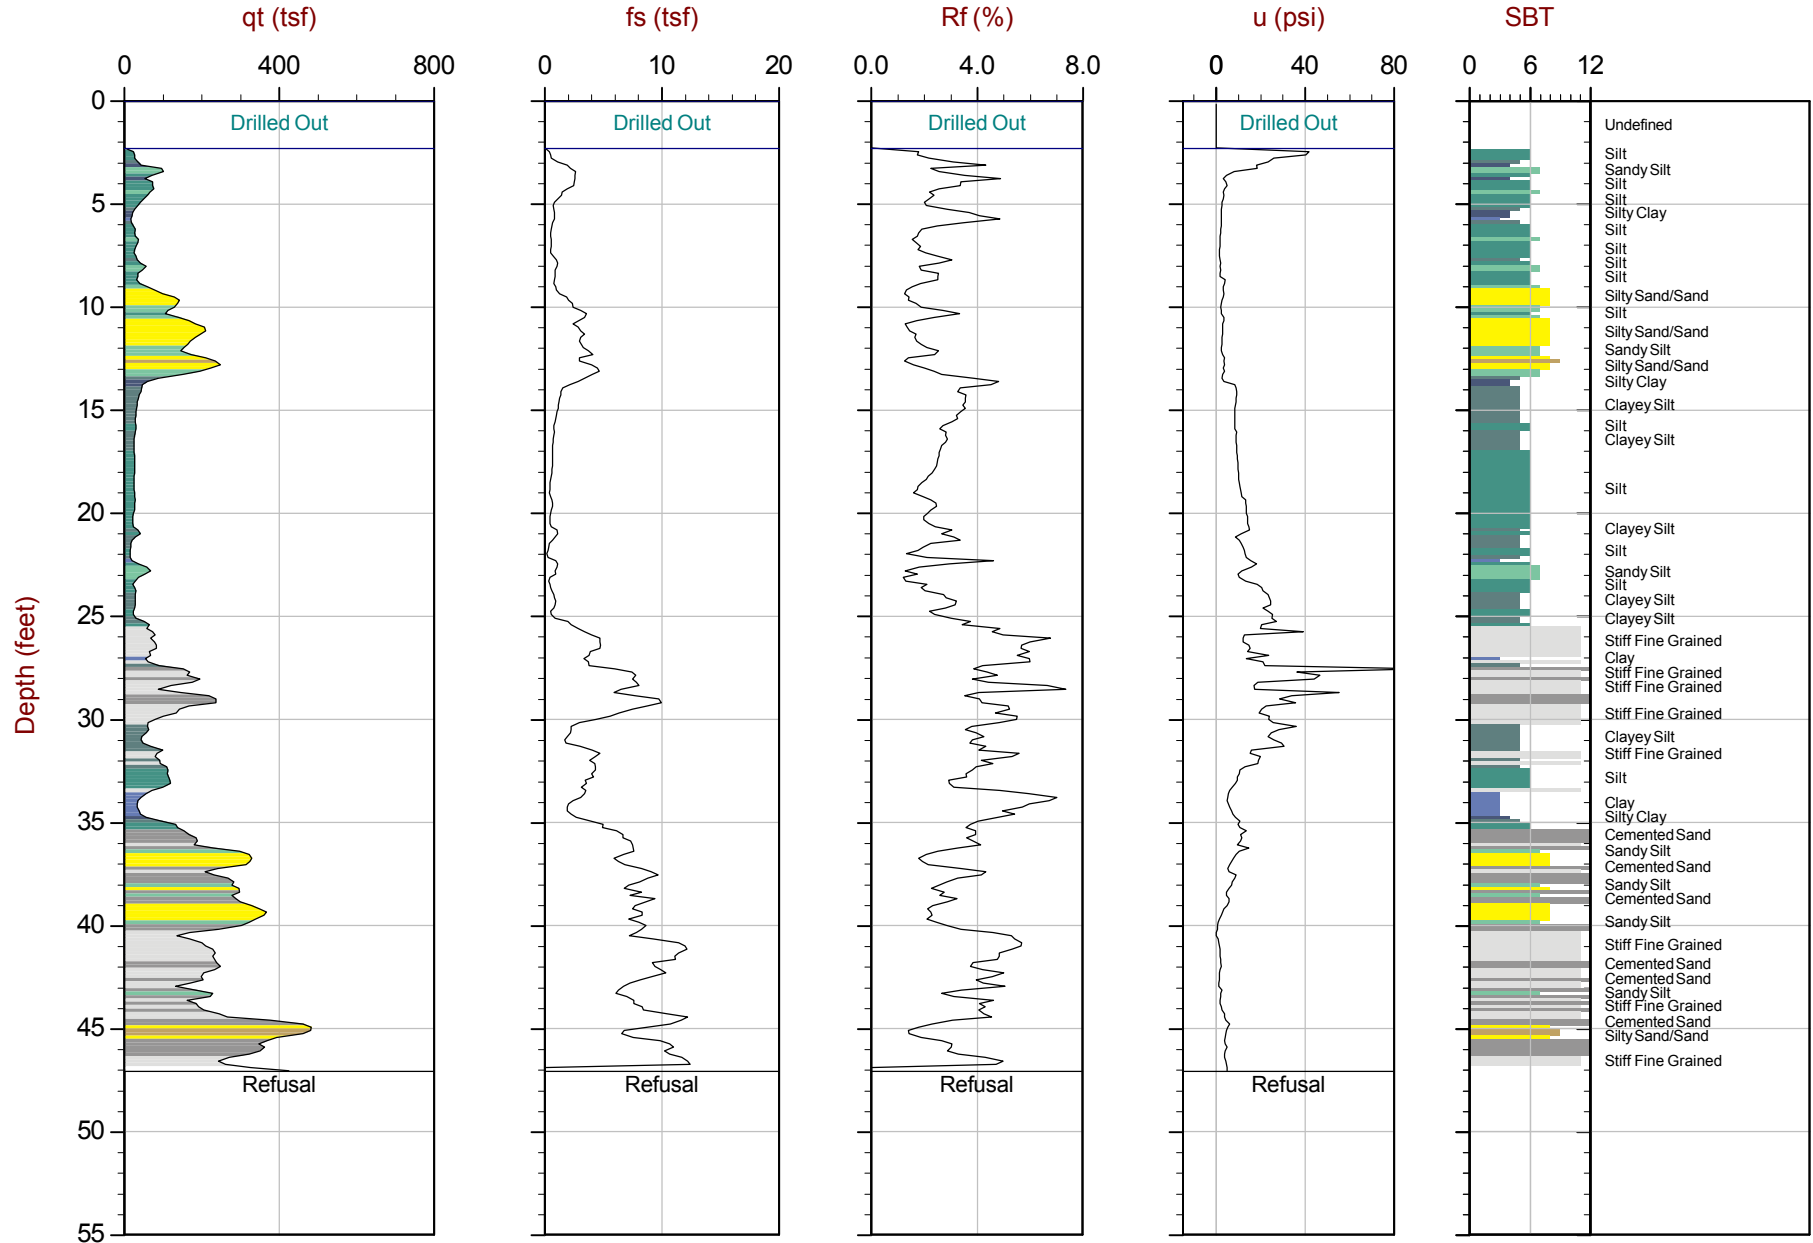 qt (tsf) fs (tsf) Rf (%) u (psi) SBT
0 400 800 0 10 20 0.0 4.0 8.0 0 40 80 0 6 12
Depth (feet)
0
5
10
15
20
25
30
35
40
45
50
55
Drilled Out Drilled Out Drilled Out Drilled Out
Refusal Refusal Refusal Refusal
Undefined
Silt
Sandy Silt
Silt
Silt
Silty Clay
Silt
Silt
Silt
Silt
Silty Sand/Sand
Silt
Silty Sand/Sand
Sandy Silt
Silty Sand/Sand
Silty Clay
Clayey Silt
Silt
Clayey Silt
Silt
Clayey Silt
Silt
Sandy Silt
Silt
Clayey Silt
Clayey Silt
Stiff Fine Grained
Clay
Stiff Fine Grained
Stiff Fine Grained
Stiff Fine Grained
Clayey Silt
Stiff Fine Grained
Silt
Clay
Silty Clay
Cemented Sand
Sandy Silt
Cemented Sand
Sandy Silt
Cemented Sand
Sandy Silt
Stiff Fine Grained
Cemented Sand
Cemented Sand
Sandy Silt
Stiff Fine Grained
Cemented Sand
Silty Sand/Sand
Stiff Fine Grained